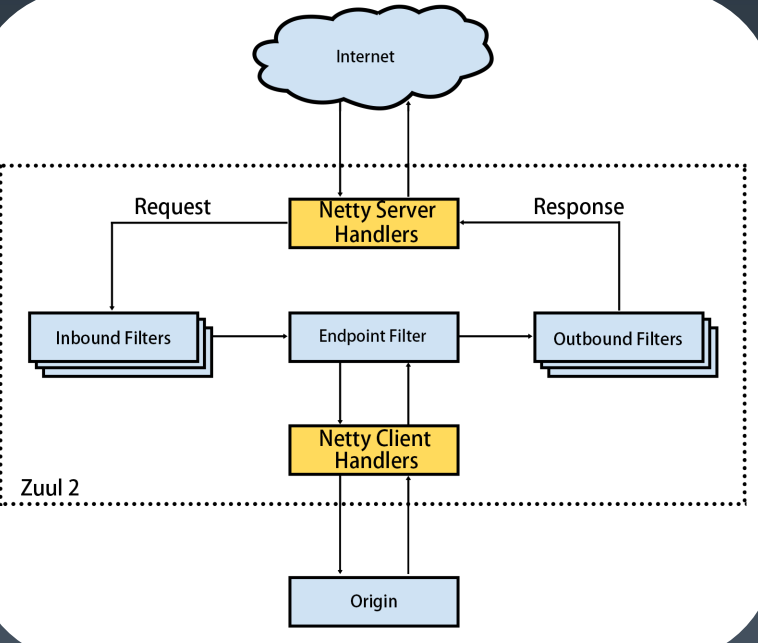 Internet
Request
Netty Server
Handlers
Response
Inbound Filters
Endpoint Filter
Outbound Filters
Netty Client
Handlers
Zuul 2
Origin